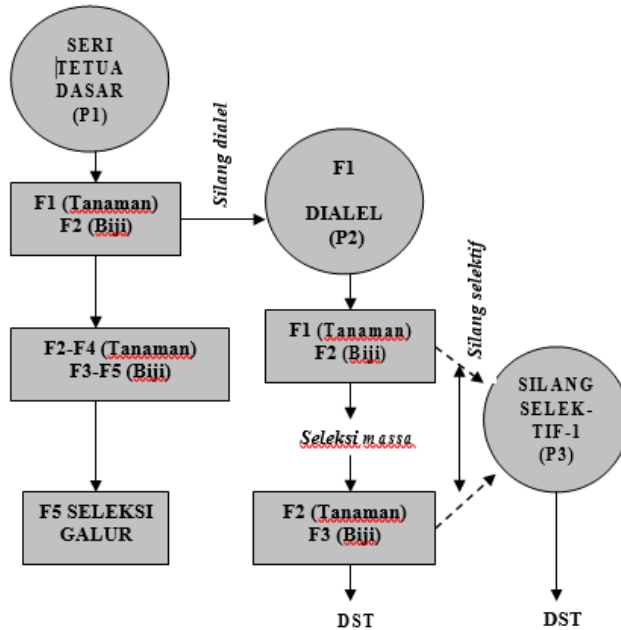 SERI
TETUA
DASAR
(P1)
F1 (Tanaman)
F2 (Biji)
F2-F4 (Tanaman)
F3-F5 (Biji)
F5 SELEKSI
GALUR
Silang dialel
F1
DIALEL
(P2)
F1 (Tanaman)
F2 (Biji)
Seleksi massa
F2 (Tanaman)
F3 (Biji)
DST
Silang selektif
SILANG
SELEK-
TIF-1
(P3)
DST